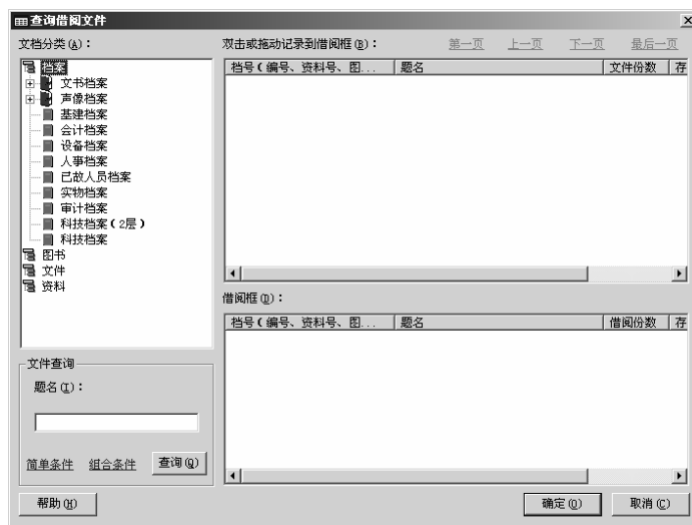 查询借阅文件
文档分类(A):
双击或拖动记录到借阅框(B):
第一页 上一页 下一页 最后一页
档案
文书档案
声像档案
基建档案
会计档案
设备档案
人事档案
已故人员档案
实物档案
审计档案
科技档案(2层)
科技档案
图书
文件
资料
档号(编号、资料号、图... 题名 文件份数 存
借阅框(D):
档号(编号、资料号、图... 题名 借阅份数 存
文件查询
题名(T):
简单条件 组合条件 查询(Q)
帮助(H) 确定(O) 取消(C)